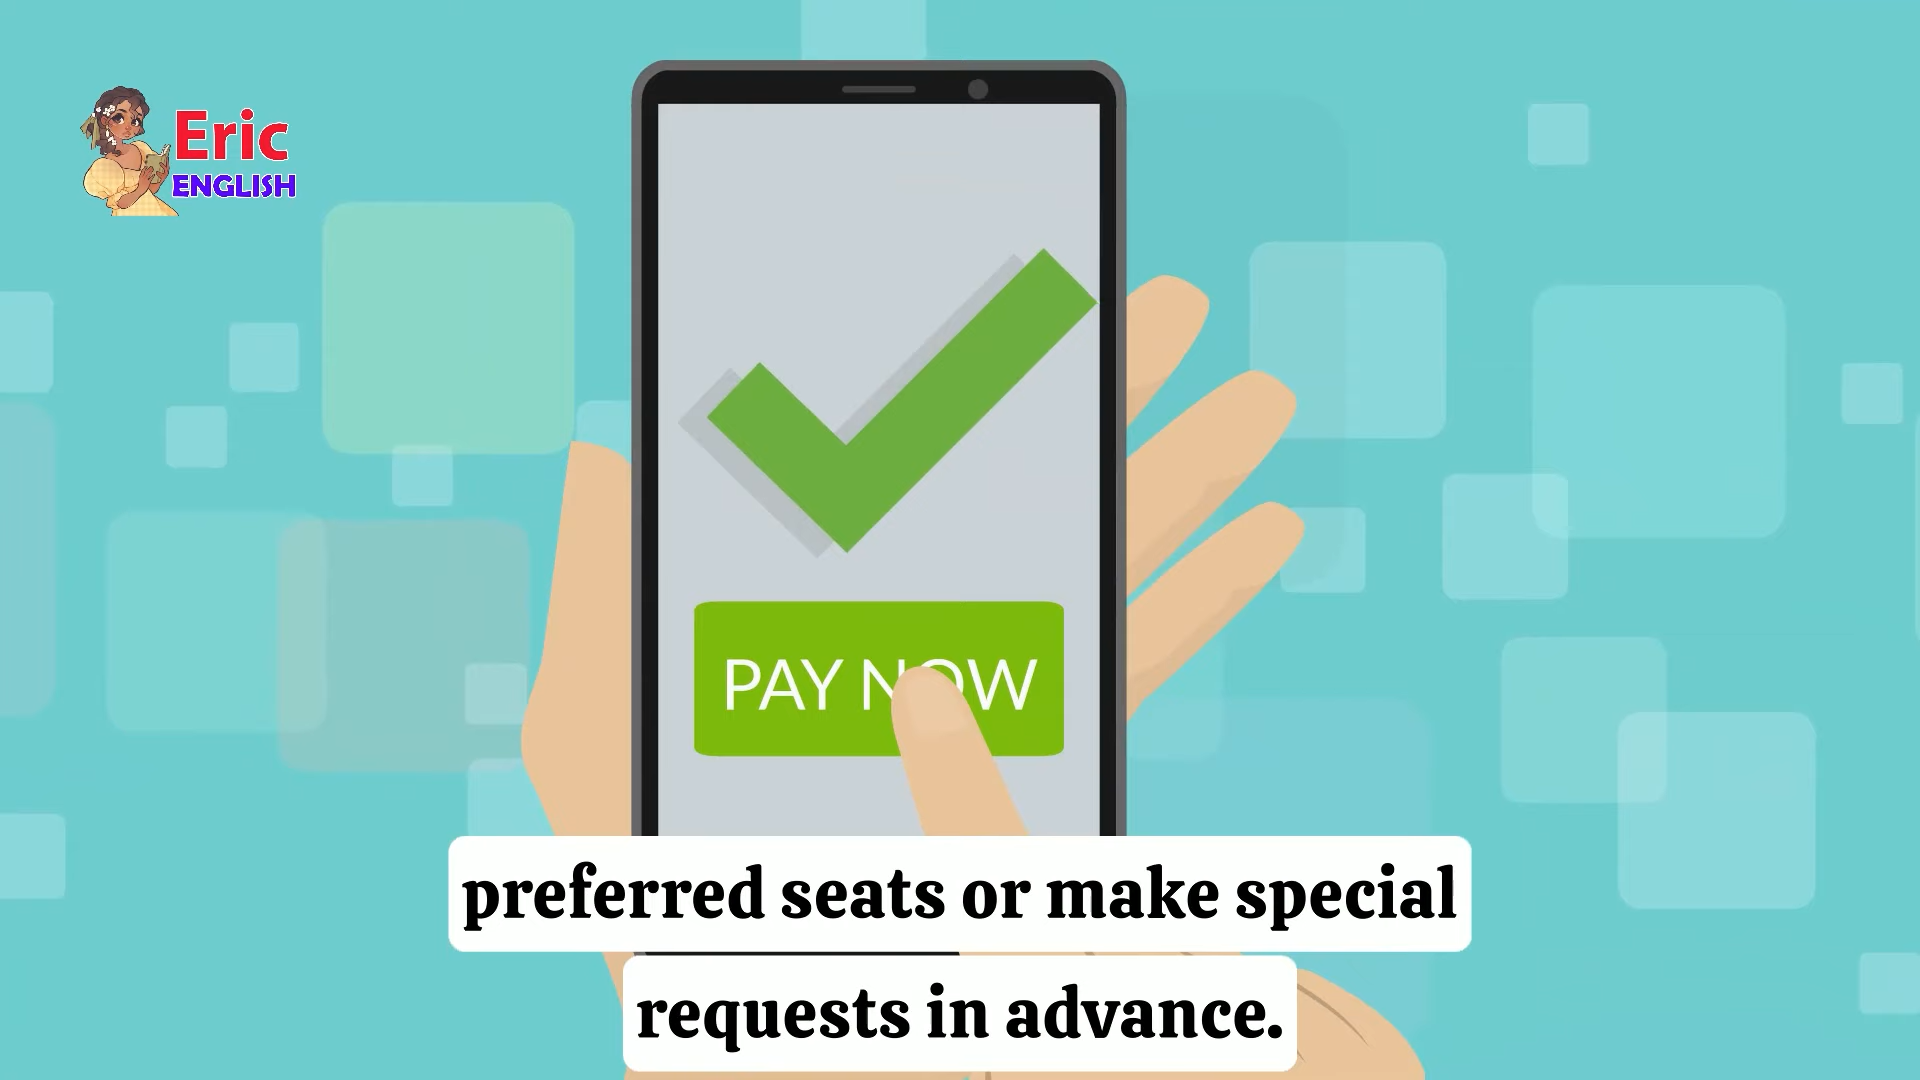 Eric
ENGLISH
PAY NOW
preferred seats or make special
requests in advance.